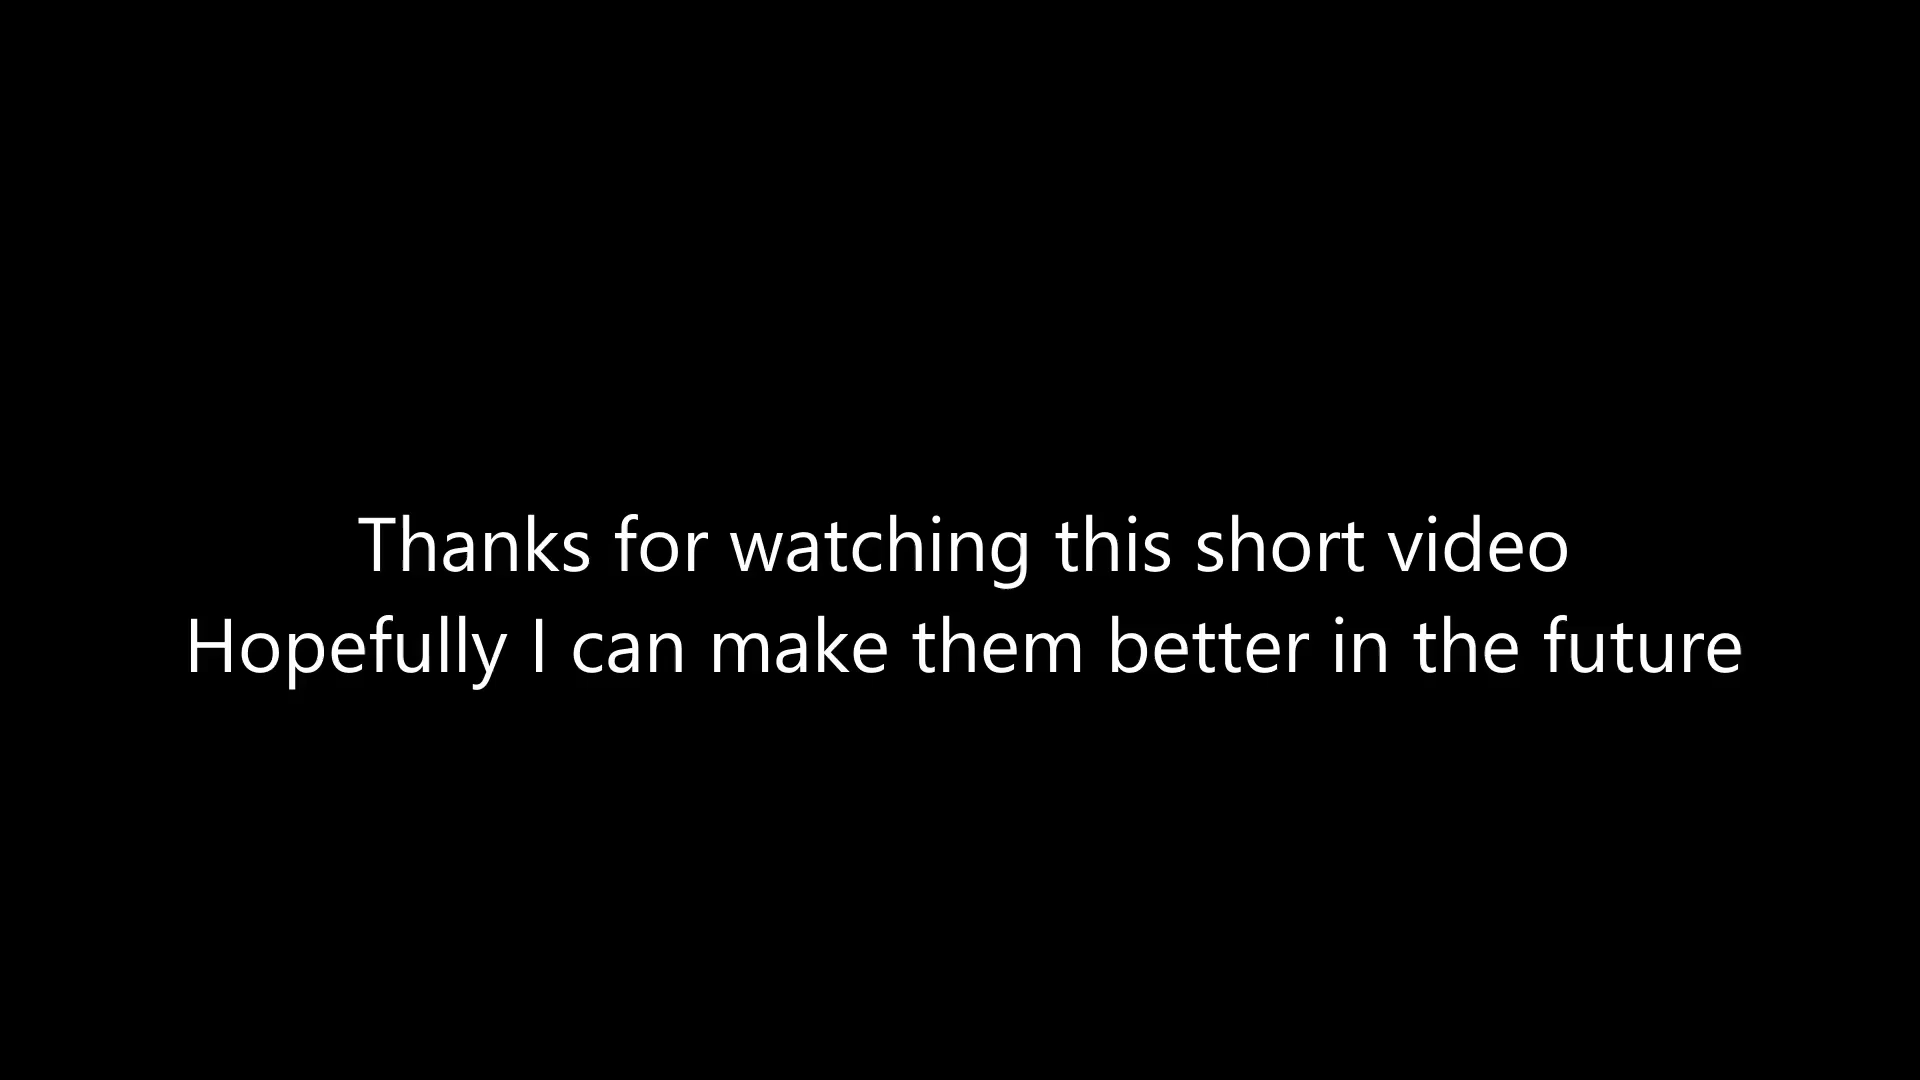 Thanks for watching this short video
Hopefully I can make them better in the future